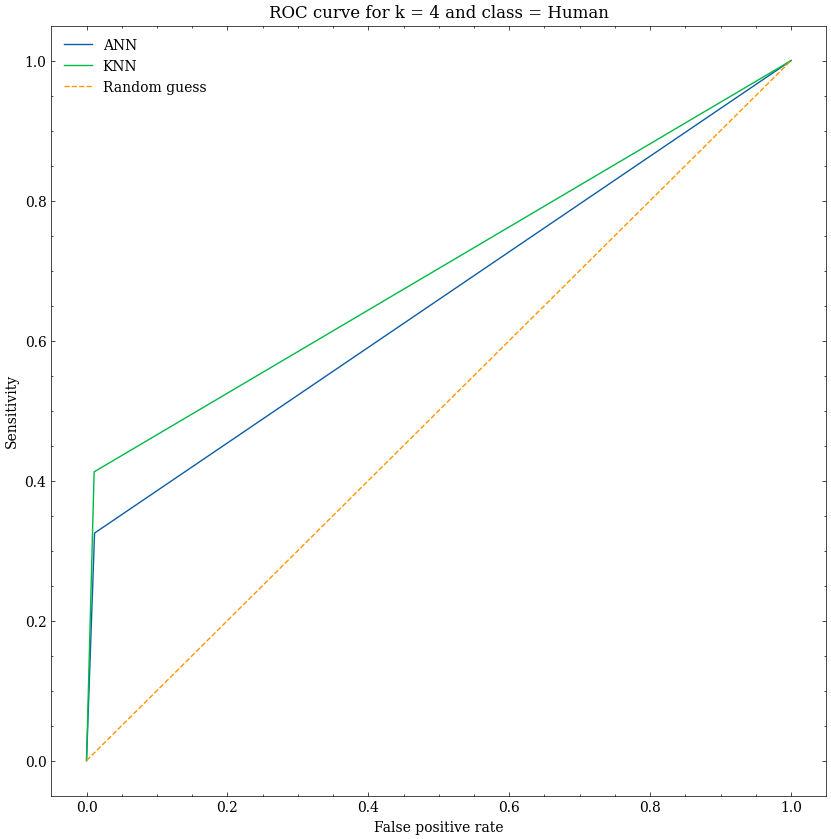 ROC curve for k = 4 and class = Human
ANN
KNN
Random guess
1.0
0.8
0.6
0.4
0.2
0.0
Sensitivity
0.0 0.2 0.4 0.6 0.8 1.0
False positive rate